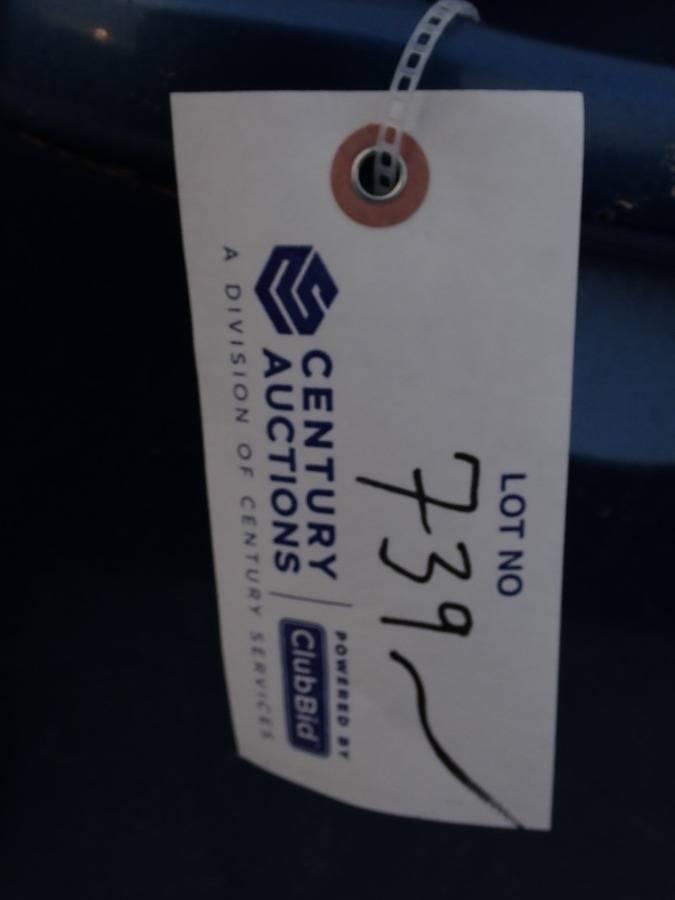 LOT NO
739
CENTURY
AUCTIONS
POWERED BY
ClubBid
A DIVISION OF CENTURY SERVICES